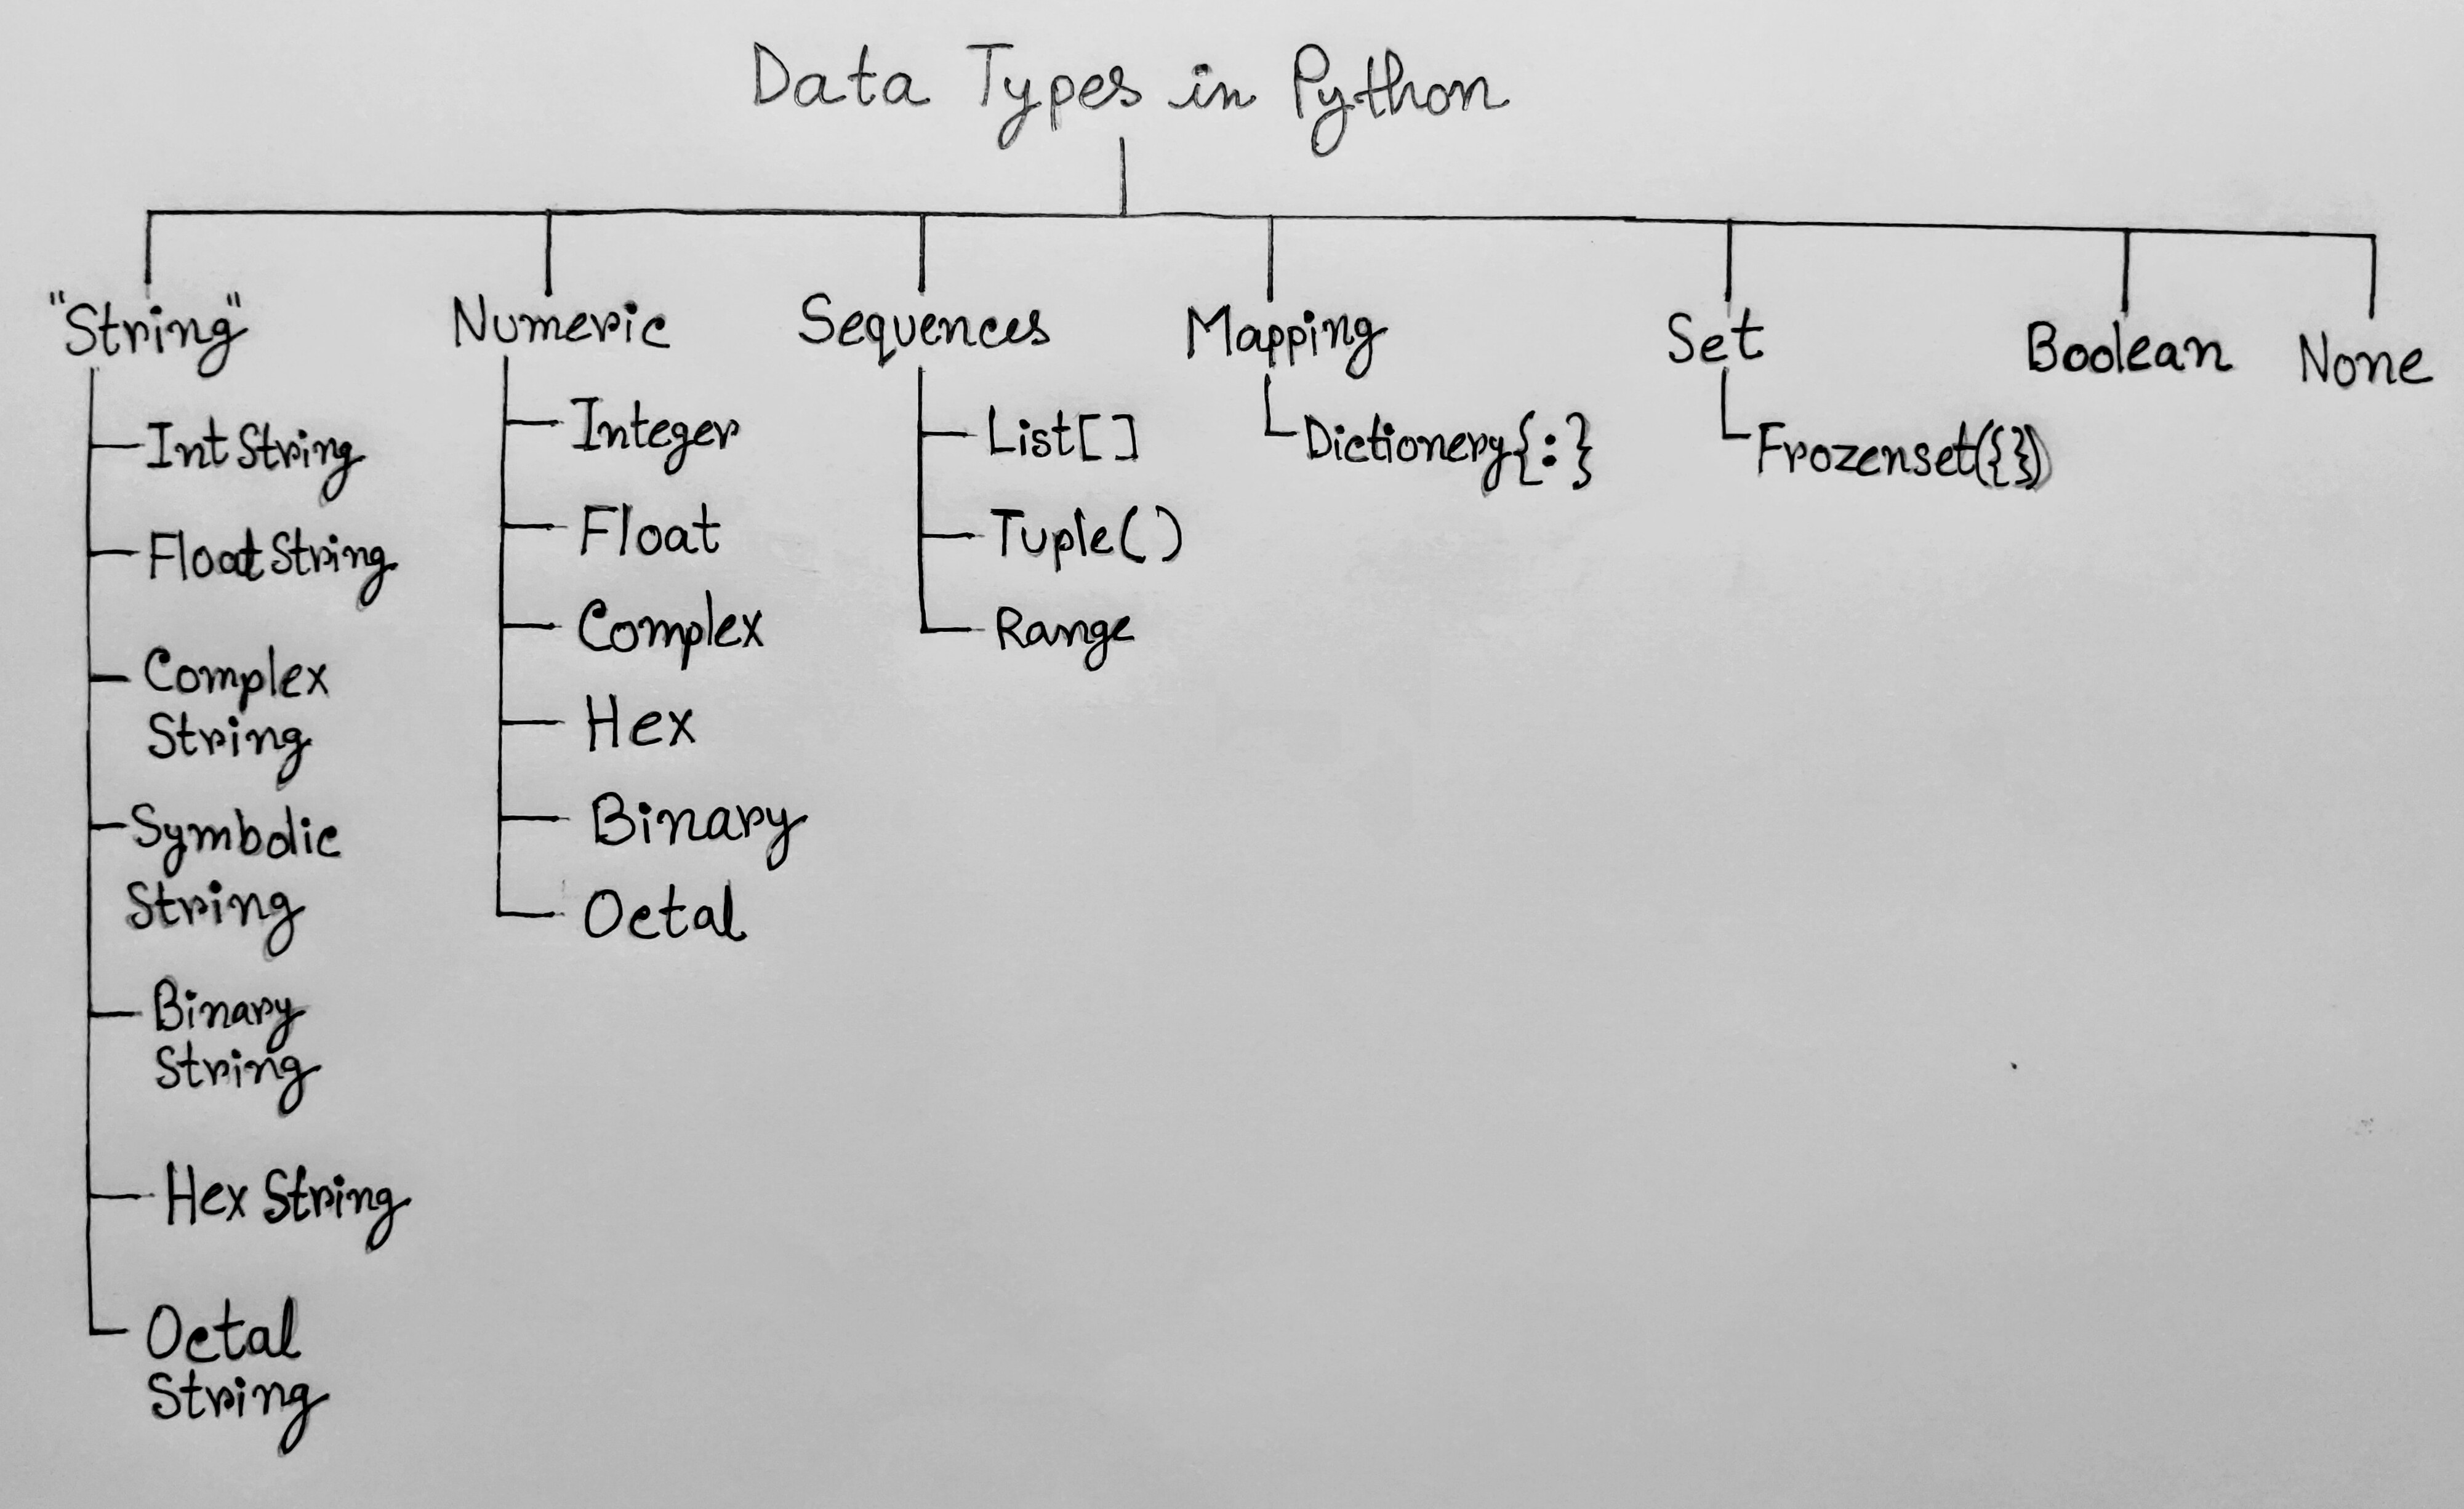 Data Types in Python
"String"
Numeric
Sequences
Mapping
Set
Boolean
None
Int String
Float String
Complex
String
Symbolic
String
Binary
String
Hex String
Octal
String
Integer
Float
Complex
Hex
Binary
Octal
List[]
Tuple()
Range
Dictionery{:}
Frozenset({})